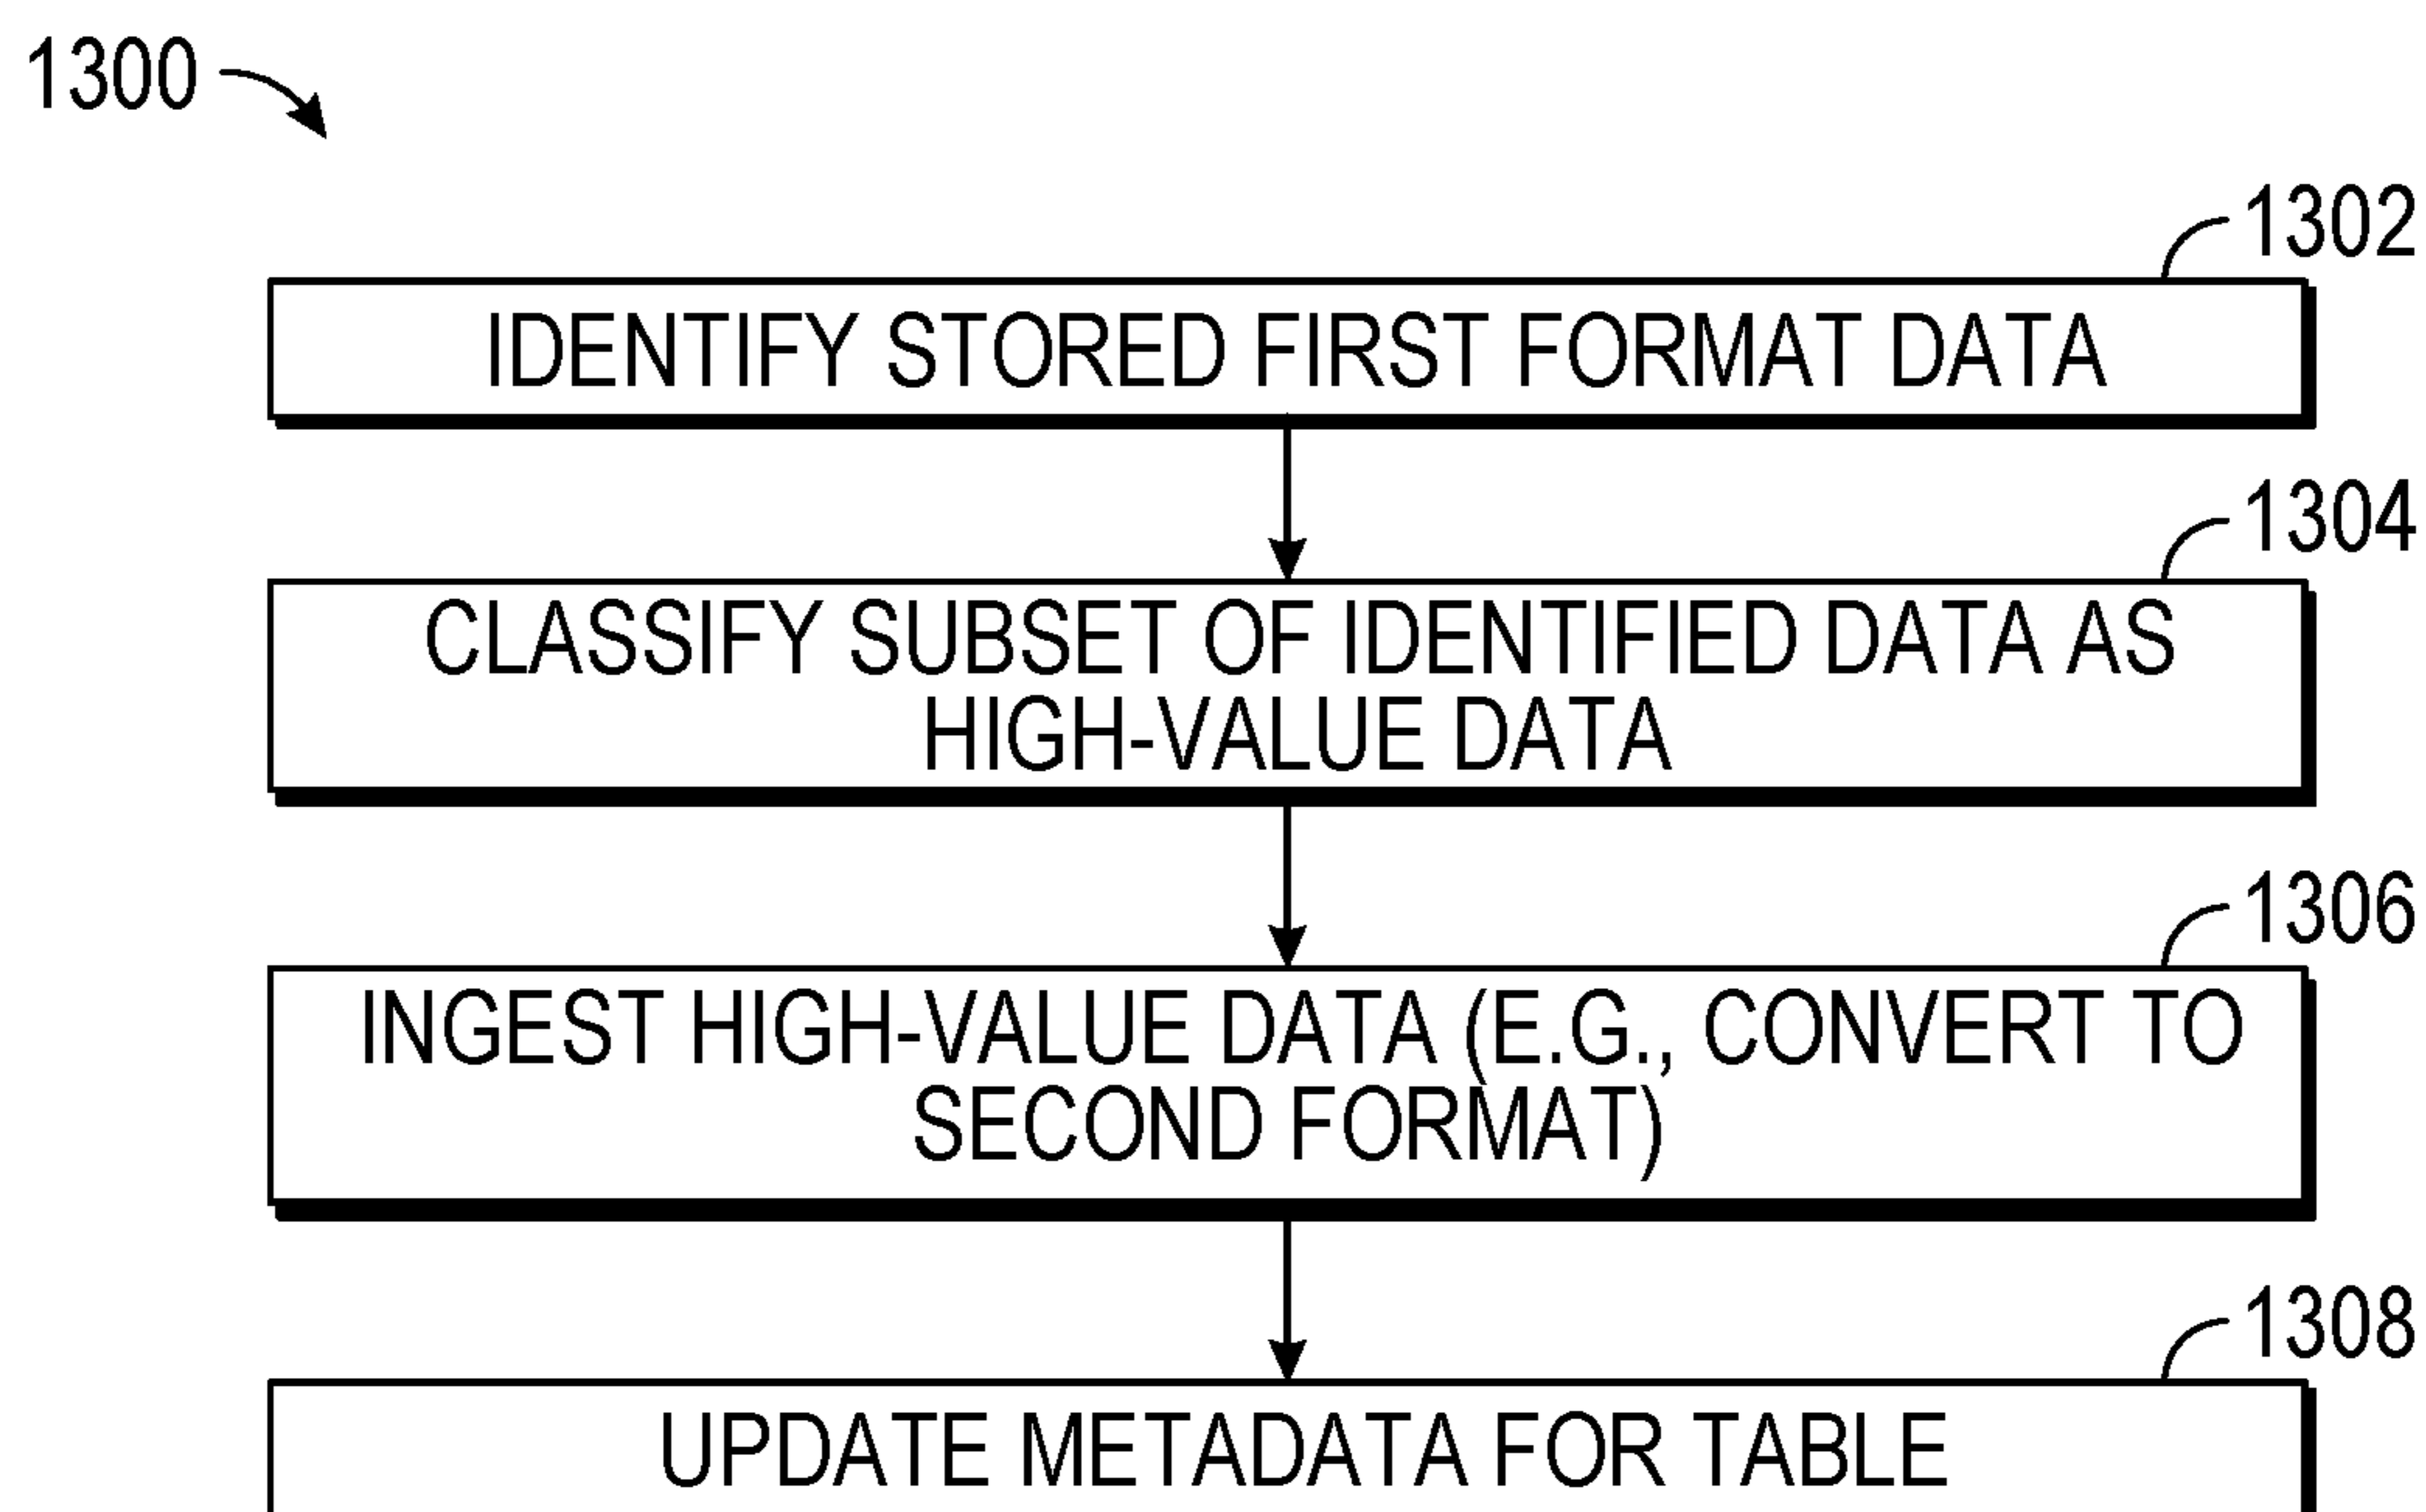 1300
1302
IDENTIFY STORED FIRST FORMAT DATA
1304
CLASSIFY SUBSET OF IDENTIFIED DATA AS
HIGH-VALUE DATA
1306
INGEST HIGH-VALUE DATA (E.G., CONVERT TO
SECOND FORMAT)
1308
UPDATE METADATA FOR TABLE